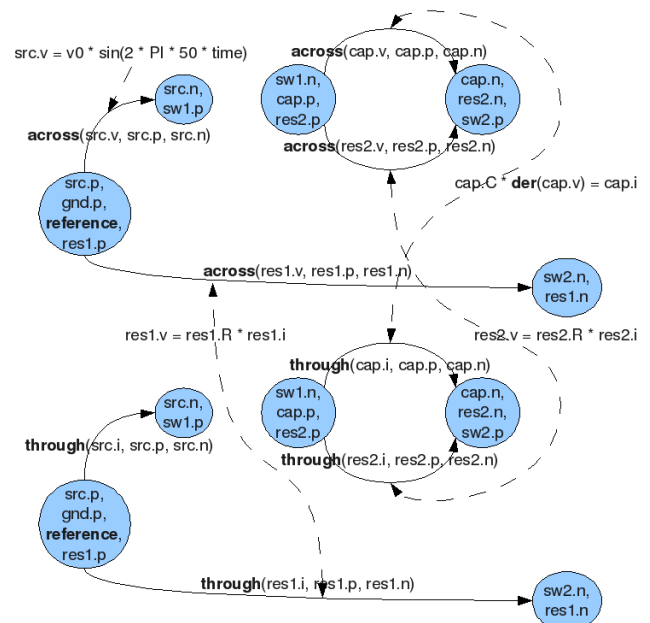 src.v = v0 * sin(2 * PI * 50 * time)
across(cap.v, cap.p, cap.n)
src.n,
sw1.p
sw1.n,
cap.p,
res2.p
cap.n,
res2.n,
sw2.p
across(src.v, src.p, src.n)
across(res2.v, res2.p, res2.n)
src.p,
gnd.p,
reference,
res1.p
cap.C * der(cap.v) = cap.i
across(res1.v, res1.p, res1.n)
sw2.n,
res1.n
res1.v = res1.R * res1.i
res2.v = res2.R * res2.i
through(cap.i, cap.p, cap.n)
src.n,
sw1.p
sw1.n,
cap.p,
res2.p
cap.n,
res2.n,
sw2.p
through(src.i, src.p, src.n)
through(res2.i, res2.p, res2.n)
src.p,
gnd.p,
reference,
res1.p
through(res1.i, res1.p, res1.n)
sw2.n,
res1.n